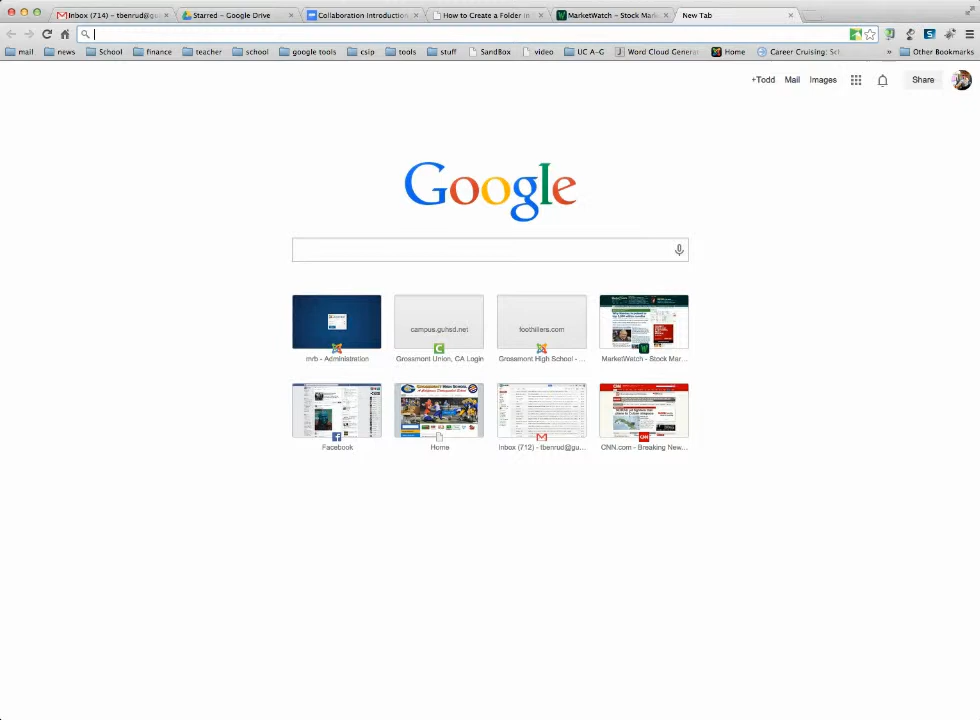 Inbox (714) - tbenrud@gu
Starred - Google Drive
Collaboration Introduction
How to Create a Folder in
MarketWatch - Stock Mark
New Tab
mail
news
School
finance
teacher
school
google tools
csip
tools
stuff
SandBox
video
UC A-G
Word Cloud Genera
Home
Career Cruising: Sch
»
Other Bookmarks
+Todd
Mail
Images
Share
Google
campus.guhsd.net
foothillers.com
mrb - Administration
Grossmont Union, CA Login
Grossmont High School - ...
MarketWatch - Stock Mar...
Facebook
Home
Inbox (712) - tbenrud@gu...
CNN.com - Breaking New...